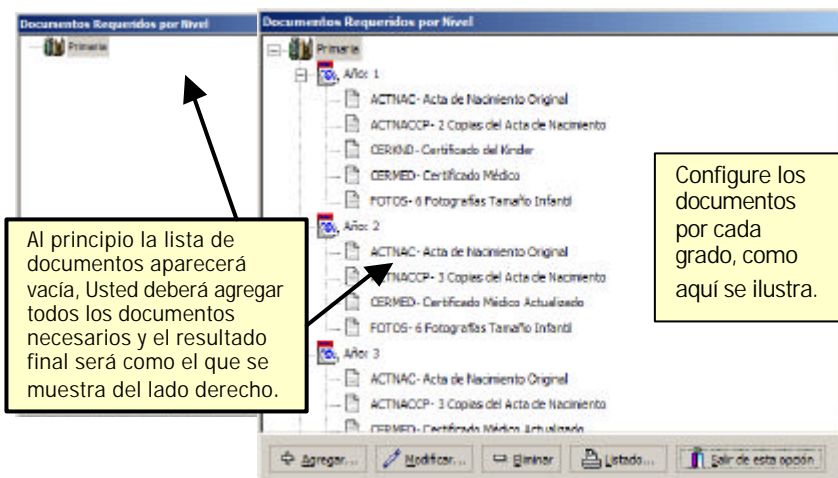 Documentos Requeridos por Nivel
Primaria
Documentos Requeridos por Nivel
Primaria
Año: 1
ACTNAC- Acta de Nacimiento Original
ACTNACCP- 2 Copias del Acta de Nacimiento
CERKND- Certificado del Kinder
CERMED- Certificado Médico
FOTOS- 6 Fotografías Tamaño Infantil
Año: 2
ACTNAC- Acta de Nacimiento Original
ACTNACCP- 3 Copias del Acta de Nacimiento
CERMED- Certificado Médico Actualizado
FOTOS- 6 Fotografías Tamaño Infantil
Año: 3
ACTNAC- Acta de Nacimiento Original
ACTNACCP- 3 Copias del Acta de Nacimiento
CERMED- Certificado Médico Actualizado
Agregar...
Modificar...
Eliminar
Listado...
Salir de esta opción
Al principio la lista de
documentos aparecerá
vacía, Usted deberá agregar
todos los documentos
necesarios y el resultado
final será como el que se
muestra del lado derecho.
Configure los
documentos
por cada
grado, como
aquí se ilustra.